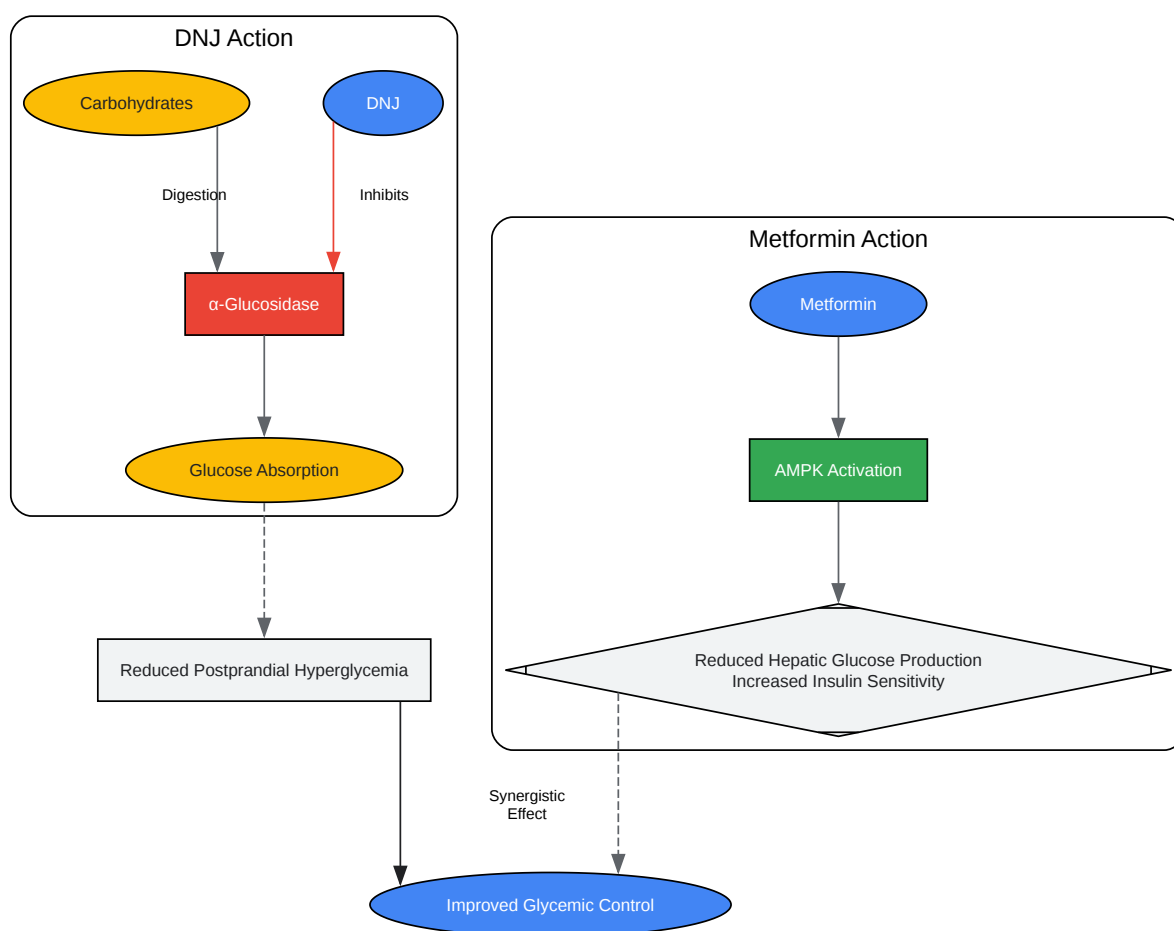 DNJ Action
Carbohydrates
DNJ
Digestion
Inhibits
α-Glucosidase
Glucose Absorption
Reduced Postprandial Hyperglycemia
Metformin Action
Metformin
AMPK Activation
Reduced Hepatic Glucose Production
Increased Insulin Sensitivity
Synergistic
Effect
Improved Glycemic Control